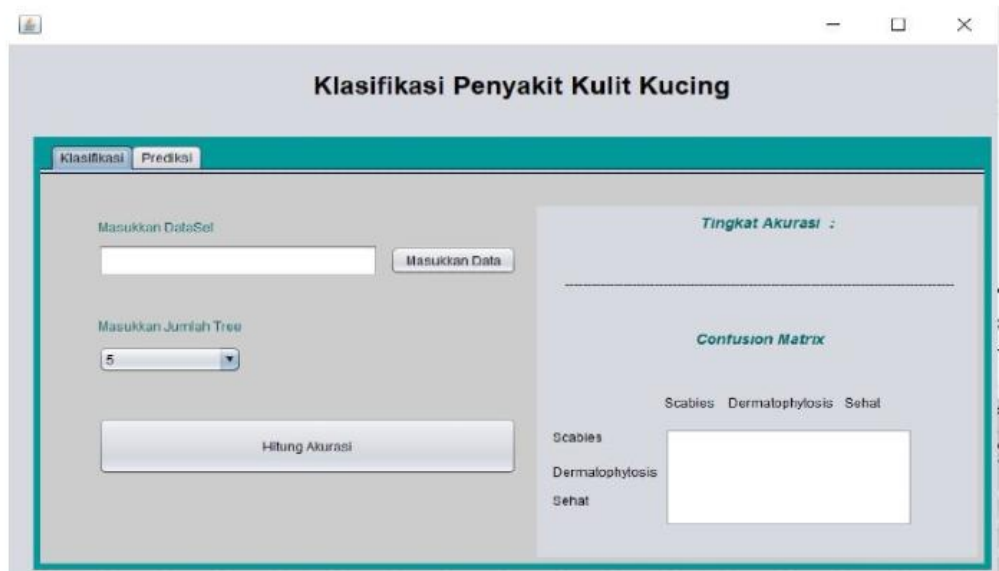 Klasifikasi Penyakit Kulit Kucing
Klasifikasi Prediksi
Masukkan DataSet
Masukkan Data
Masukkan Jumlah Tree
5
Hitung Akurasi
Tingkat Akurasi :
Confusion Matrix
Scabies Dermatophytosis Sehat
Scabies
Dermatophytosis
Sehat